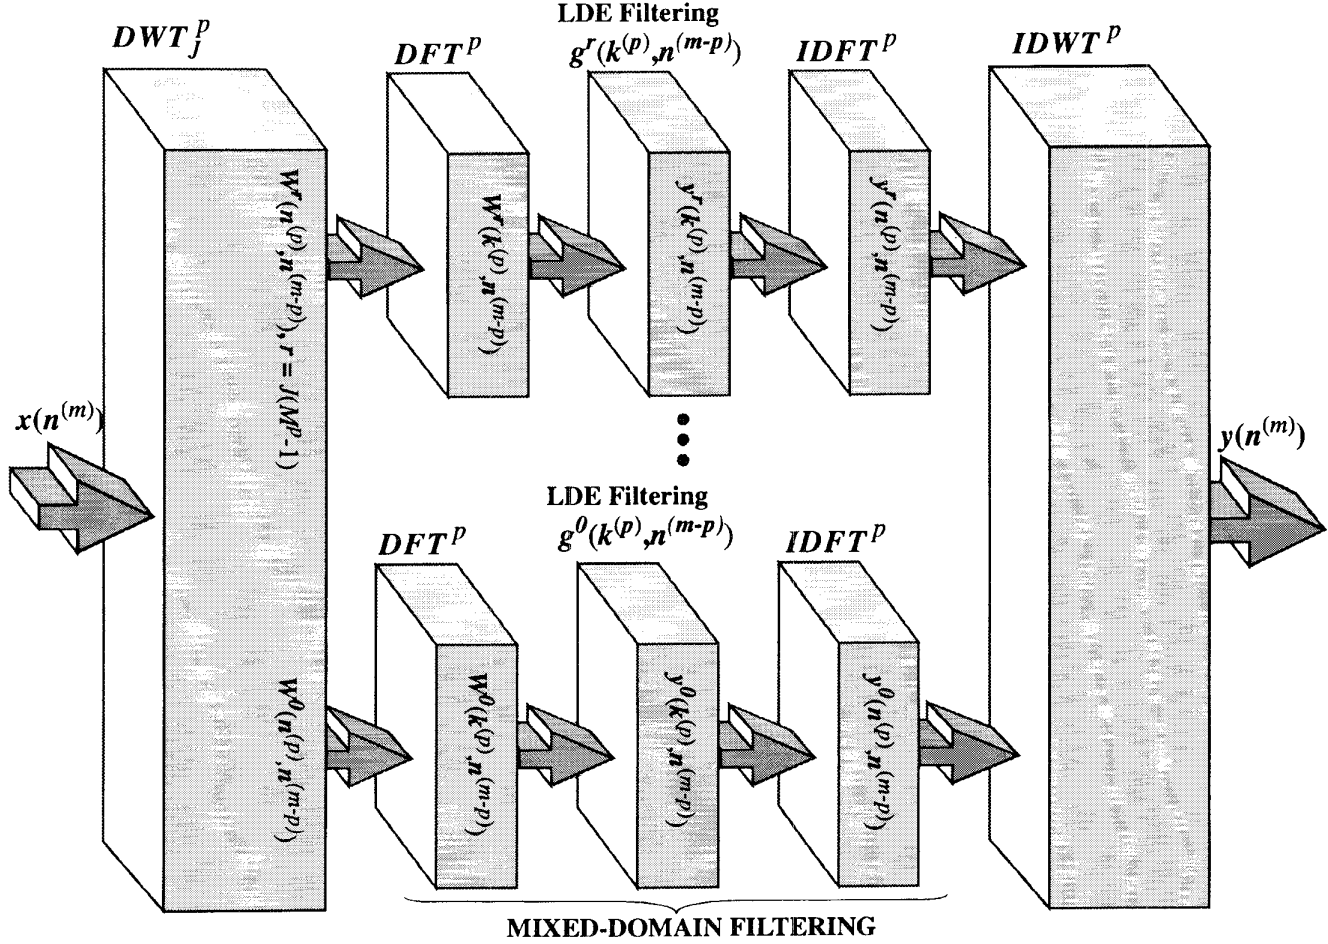 LDE Filtering
DWT_J^p
DFT^p
g^r(k^(p),n^(m-p))
IDFT^p
IDWT^p
W^r(n^(p),n^(m-p)), r = J(M^p-1)
W^r(k^(p),n^(m-p))
y^r(k^(p),n^(m-p))
y^r(n^(p),n^(m-p))
x(n^(m))
y(n^(m))
LDE Filtering
DFT^p
g^0(k^(p),n^(m-p))
IDFT^p
W^0(n^(p),n^(m-p))
W^0(k^(p),n^(m-p))
y^0(k^(p),n^(m-p))
y^0(n^(p),n^(m-p))
MIXED-DOMAIN FILTERING